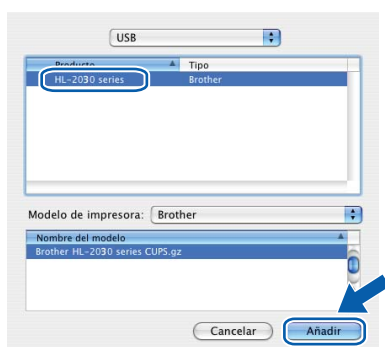 USB
Producto Tipo
HL-2030 series Brother
Modelo de impresora: Brother
Nombre del modelo
Brother HL-2030 series CUPS.gz
Cancelar Añadir